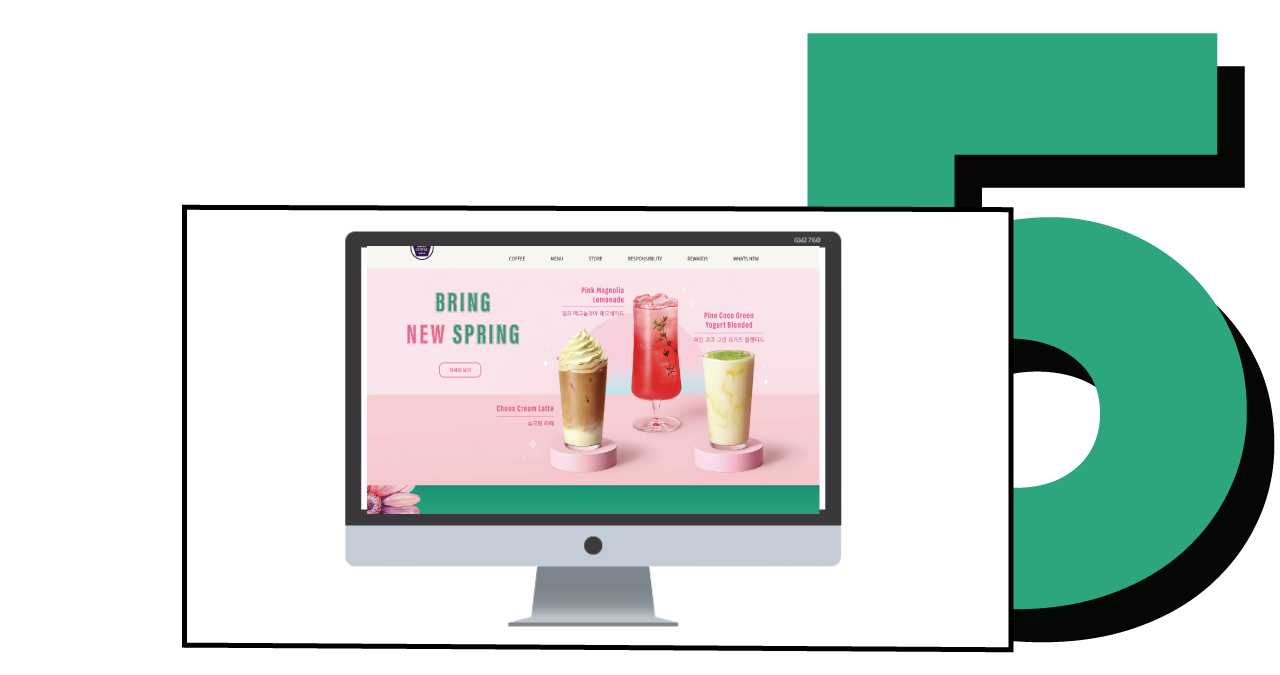 5
GW2760
COFFEE MENU STORE RESPONSIBILITY REWARDS WHATS NEW
BRING
NEW SPRING
자세히 보기
Pink Magnolia
Lemonade
핑크 매그놀리아 레모네이드
Pine Coco Green
Yogurt Blended
파인 코코 그린 요거트 블렌디드
Choux Cream Latte
슈크림 라떼